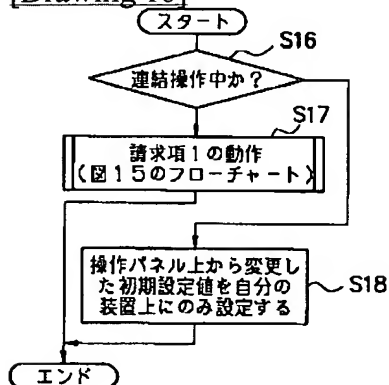 [Drawing 16]
スタート
S16
連結操作中か？
S17
請求項1の動作
(図15のフローチャート)
操作パネル上から変更し
た初期設定値を自分の
装置上にのみ設定する
S18
エンド